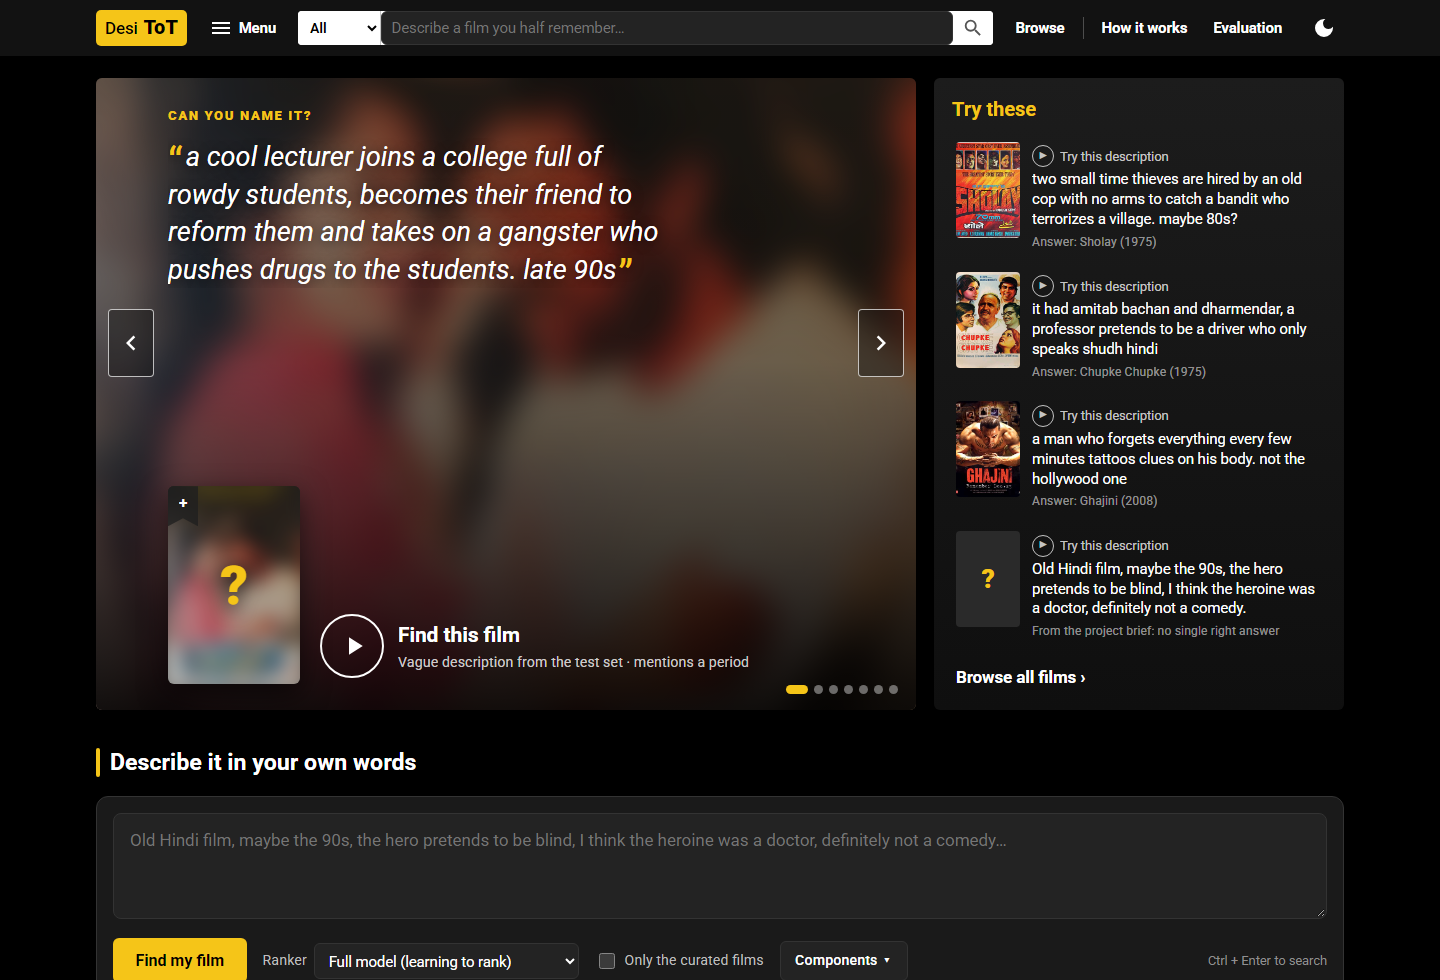 Desi ToT
Menu
All
Describe a film you half remember...
Browse
How it works
Evaluation
CAN YOU NAME IT?
“a cool lecturer joins a college full of
rowdy students, becomes their friend to
reform them and takes on a gangster who
pushes drugs to the students. late 90s”
+
?
Find this film
Vague description from the test set · mentions a period
Try these
SHOLAY
Try this description
two small time thieves are hired by an old
cop with no arms to catch a bandit who
terrorizes a village. maybe 80s?
Answer: Sholay (1975)
CHUPKE
CHUPKE
Try this description
it had amitab bachan and dharmendar, a
professor pretends to be a driver who only
speaks shudh hindi
Answer: Chupke Chupke (1975)
GHAJINI
Try this description
a man who forgets everything every few
minutes tattoos clues on his body. not the
hollywood one
Answer: Ghajini (2008)
?
Try this description
Old Hindi film, maybe the 90s, the hero
pretends to be blind, I think the heroine was
a doctor, definitely not a comedy.
From the project brief: no single right answer
Browse all films ›
Describe it in your own words
Old Hindi film, maybe the 90s, the hero pretends to be blind, I think the heroine was a doctor, definitely not a comedy...
Find my film
Ranker
Full model (learning to rank)
Only the curated films
Components ▾
Ctrl + Enter to search